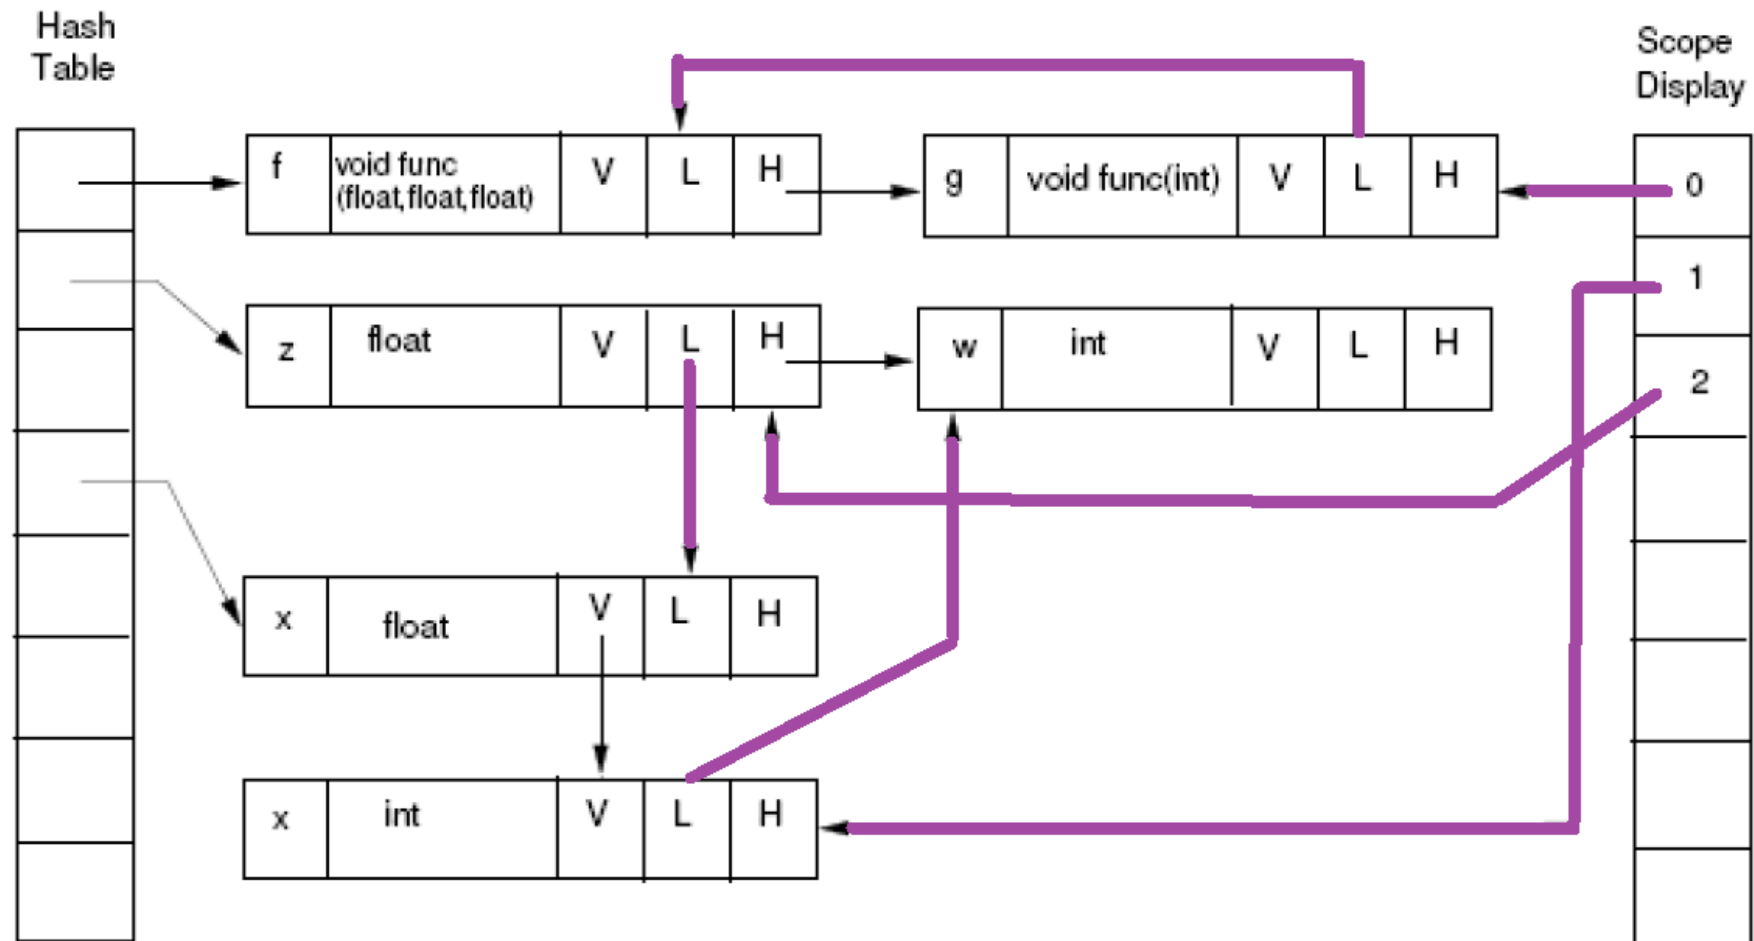 Hash
Table
Scope
Display
f
void func
(float,float,float)
V
L
H
g
void func(int)
V
L
H
0
z
float
V
L
H
w
int
V
L
H
1
2
x
float
V
L
H
x
int
V
L
H